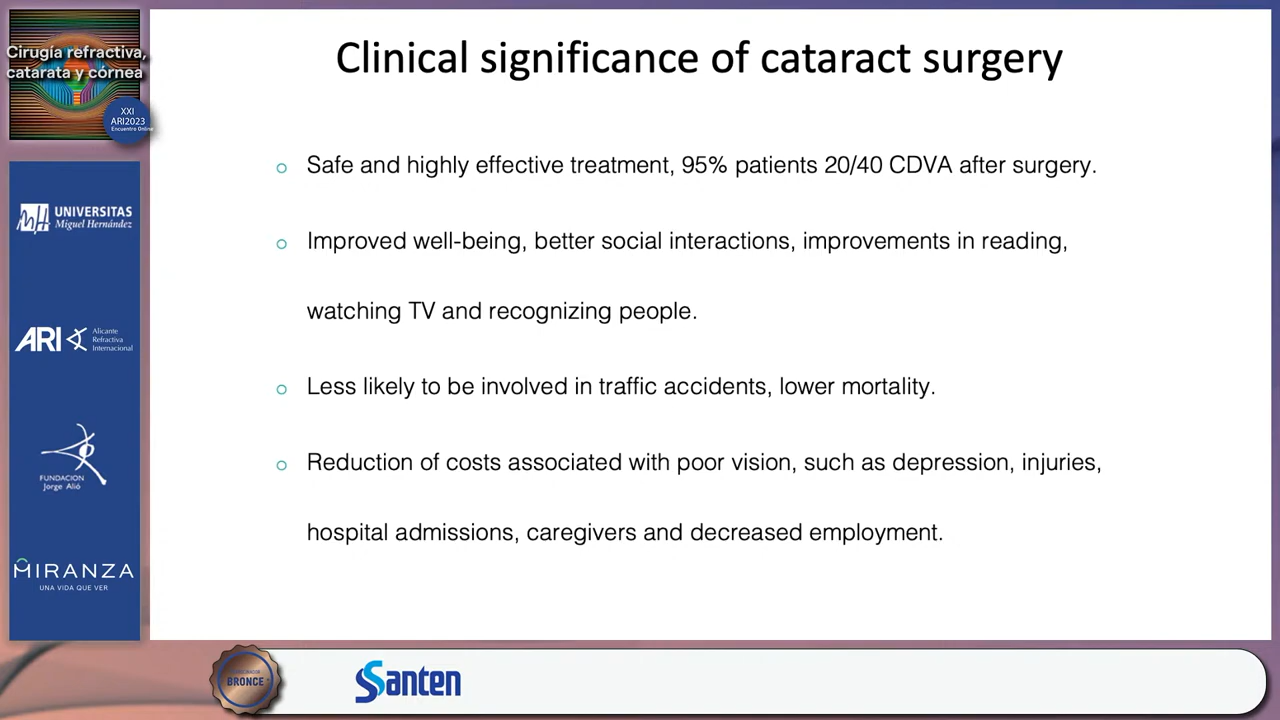 Clinical significance of cataract surgery
Cirugía refractiva,
catarata y córnea
XXI
ARI2023
Encuentro Online
○ Safe and highly effective treatment, 95% patients 20/40 CDVA after surgery.
○ Improved well-being, better social interactions, improvements in reading,
watching TV and recognizing people.
○ Less likely to be involved in traffic accidents, lower mortality.
○ Reduction of costs associated with poor vision, such as depression, injuries,
hospital admissions, caregivers and decreased employment.
UNIVERSITAS
Miguel Hernández
ARI
Alicante
Refractiva
Internacional
FUNDACION
Jorge Alió
MIRANZA
UNA VIDA QUE VER
BRONCE
Santen